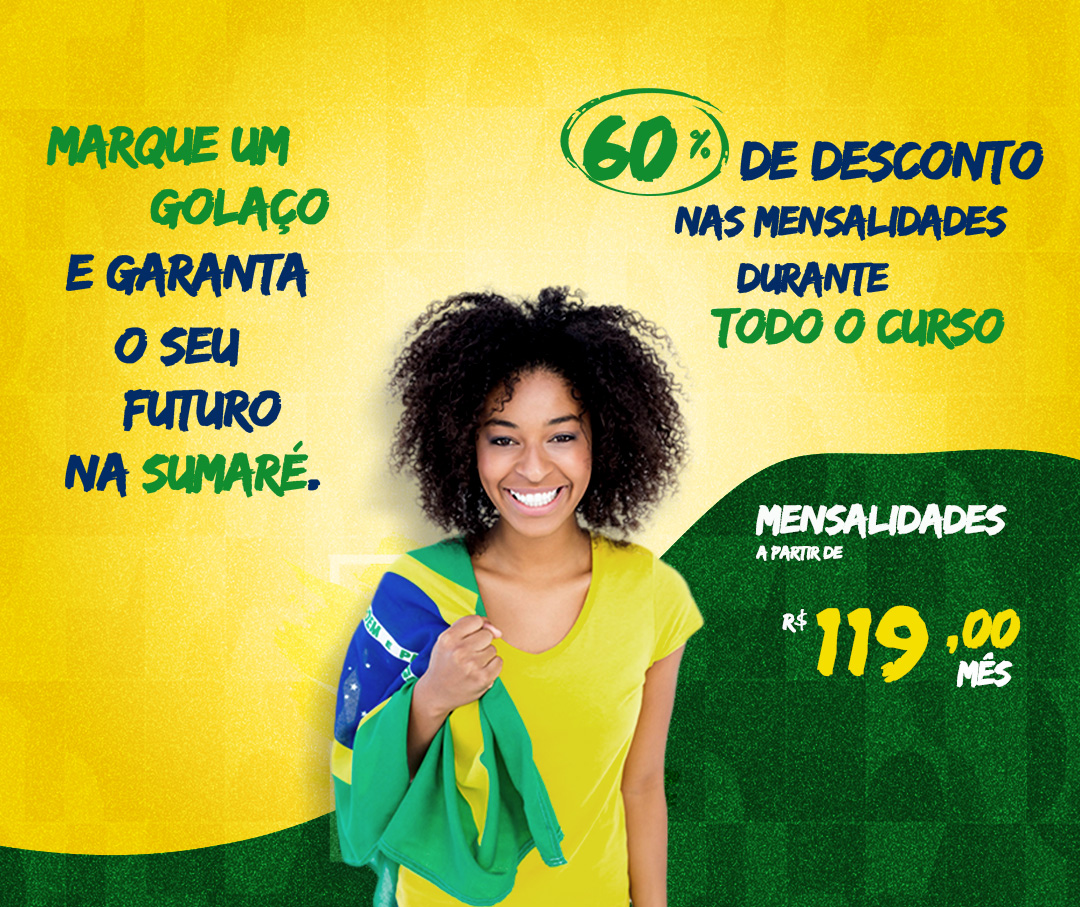 MARQUE UM
GOLAÇO
E GARANTA
O SEU
FUTURO
NA SUMARÉ.
60% DE DESCONTO
NAS MENSALIDADES
DURANTE
TODO O CURSO
MENSALIDADES
A PARTIR DE
R$ 119,00
MÊS